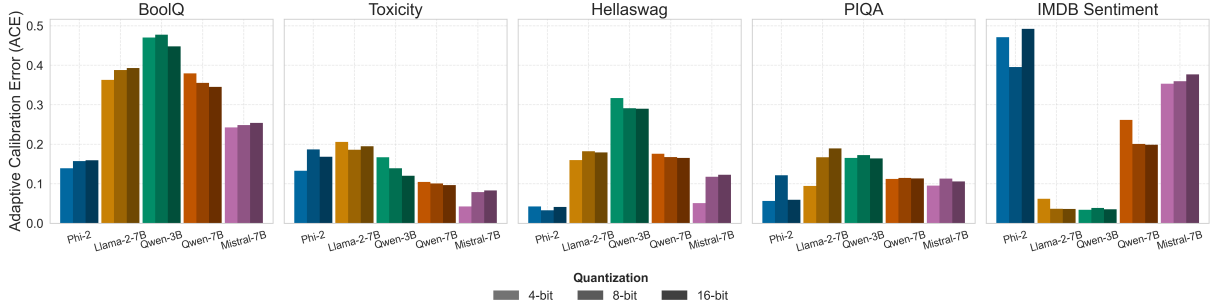 BoolQ Toxicity Hellaswag PIQA IMDB Sentiment
Adaptive Calibration Error (ACE)
0.5
0.4
0.3
0.2
0.1
0.0
Phi-2 Llama-2-7B Qwen-3B Qwen-7B Mistral-7B
Phi-2 Llama-2-7B Qwen-3B Qwen-7B Mistral-7B
Phi-2 Llama-2-7B Qwen-3B Qwen-7B Mistral-7B
Phi-2 Llama-2-7B Qwen-3B Qwen-7B Mistral-7B
Phi-2 Llama-2-7B Qwen-3B Qwen-7B Mistral-7B
Quantization
4-bit 8-bit 16-bit